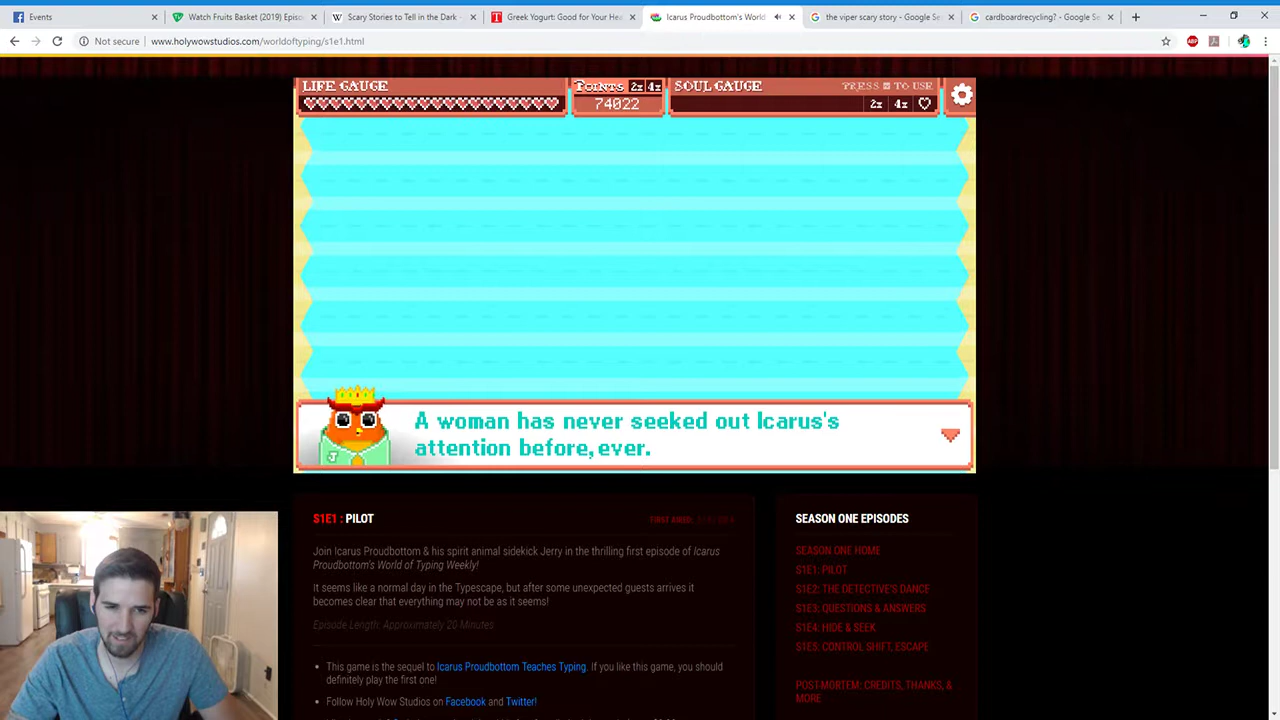 Events
Watch Fruits Basket (2019) Episo
Scary Stories to Tell in the Dark -
Greek Yogurt: Good for Your Hea
Icarus Proudbottom's World
the viper scary story - Google Se
cardboardrecycling? - Google Se
Not secure www.holywowstudios.com/worldoftyping/s1e1.html
LIFE GAUGE POINTS 2x 4x SOUL GAUGE PRESS TO USE
74022 2x 4x
A woman has never seeked out Icarus's
attention before, ever.
S1E1 : PILOT FIRST AIRED:
Join Icarus Proudbottom & his spirit animal sidekick Jerry in the thrilling first episode of Icarus
Proudbottom's World of Typing Weekly!
It seems like a normal day in the Typescape, but after some unexpected guests arrives it
becomes clear that everything may not be as it seems!
Episode Length: Approximately 20 Minutes
This game is the sequel to Icarus Proudbottom Teaches Typing. If you like this game, you should
definitely play the first one!
Follow Holy Wow Studios on Facebook and Twitter!
SEASON ONE EPISODES
SEASON ONE HOME
S1E1: PILOT
S1E2: THE DETECTIVE'S DANCE
S1E3: QUESTIONS & ANSWERS
S1E4: HIDE & SEEK
S1E5: CONTROL SHIFT, ESCAPE
POST-MORTEM: CREDITS, THANKS, &
MORE